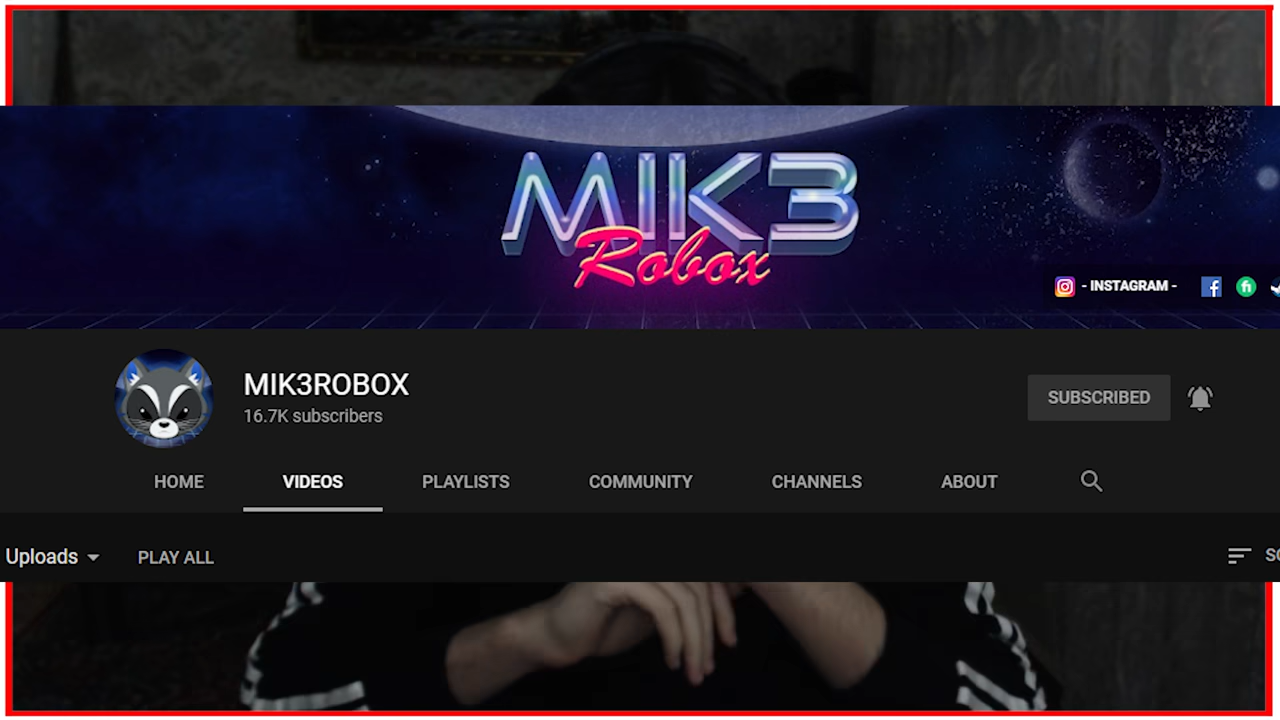 MIK3
Robox
- INSTAGRAM -
MIK3ROBOX
16.7K subscribers
SUBSCRIBED
HOME VIDEOS PLAYLISTS COMMUNITY CHANNELS ABOUT
Uploads PLAY ALL